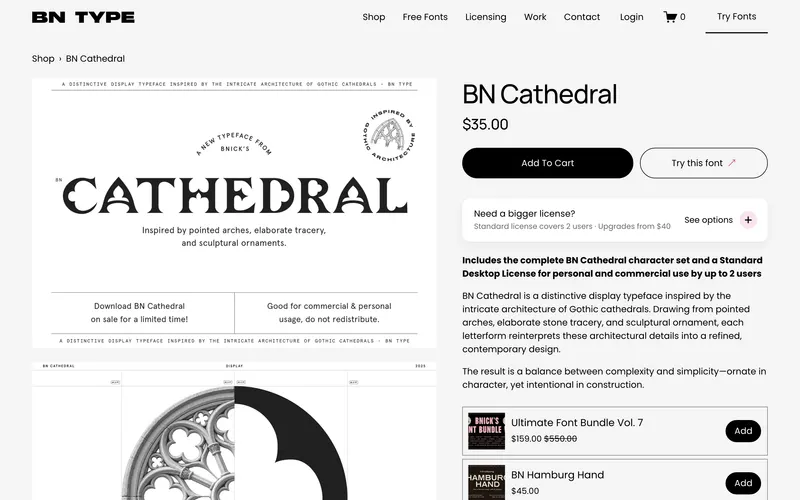 BN TYPE
Shop Free Fonts Licensing Work Contact Login 0 Try Fonts
Shop › BN Cathedral
A DISTINCTIVE DISPLAY TYPEFACE INSPIRED BY THE INTRICATE ARCHITECTURE OF GOTHIC CATHEDRALS - BN TYPE
INSPIRED BY
GOTHIC ARCHITECTURE
A NEW TYPEFACE FROM
BNICK'S
BN
CATHEDRAL
Inspired by pointed arches, elaborate tracery,
and sculptural ornaments.
Download BN Cathedral
on sale for a limited time!
Good for commercial & personal
usage, do not redistribute.
A DISTINCTIVE DISPLAY TYPEFACE INSPIRED BY THE INTRICATE ARCHITECTURE OF GOTHIC CATHEDRALS - BN TYPE
BN CATHEDRAL DISPLAY 2025
BN Cathedral
$35.00
Add To Cart
Try this font ↗
Need a bigger license?
Standard license covers 2 users · Upgrades from $40
See options +
Includes the complete BN Cathedral character set and a Standard
Desktop License for personal and commercial use by up to 2 users
BN Cathedral is a distinctive display typeface inspired by the
intricate architecture of Gothic cathedrals. Drawing from pointed
arches, elaborate stone tracery, and sculptural ornament, each
letterform reinterprets these architectural details into a refined,
contemporary design.
The result is a balance between complexity and simplicity—ornate in
character, yet intentional in construction.
BNICK'S
NT BUNDLE
Ultimate Font Bundle Vol. 7
$159.00 $550.00
Add
HAMBURG
HAND
BN Hamburg Hand
$45.00
Add